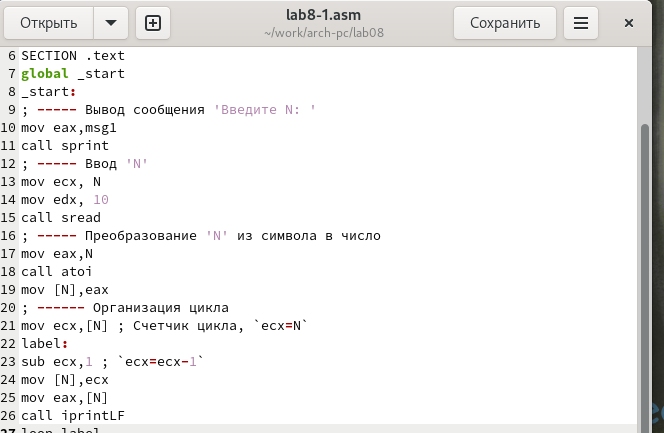 Открыть
lab8-1.asm
~/work/arch-pc/lab08
Сохранить
6 SECTION .text
7 global _start
8 _start:
9 ; ----- Вывод сообщения 'Введите N: '
10 mov eax,msg1
11 call sprint
12 ; ----- Ввод 'N'
13 mov ecx, N
14 mov edx, 10
15 call sread
16 ; ----- Преобразование 'N' из символа в число
17 mov eax,N
18 call atoi
19 mov [N],eax
20 ; ------ Организация цикла
21 mov ecx,[N] ; Счетчик цикла, `ecx=N`
22 label:
23 sub ecx,1 ; `ecx=ecx-1`
24 mov [N],ecx
25 mov eax,[N]
26 call iprintLF
27 loop label